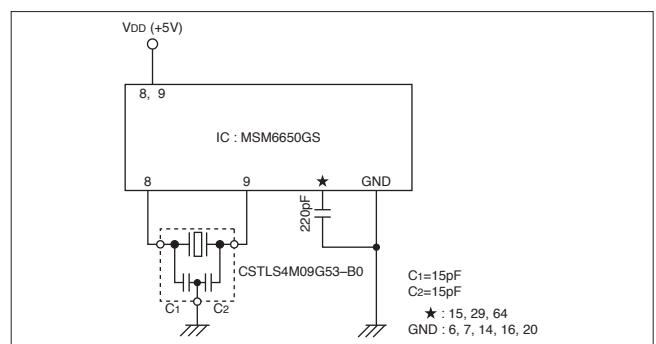 VDD (+5V)
8, 9
IC : MSM6650GS
8 9 ★ GND
220pF
CSTLS4M09G53–B0
C1 C2
C1=15pF
C2=15pF
★ : 15, 29, 64
GND : 6, 7, 14, 16, 20